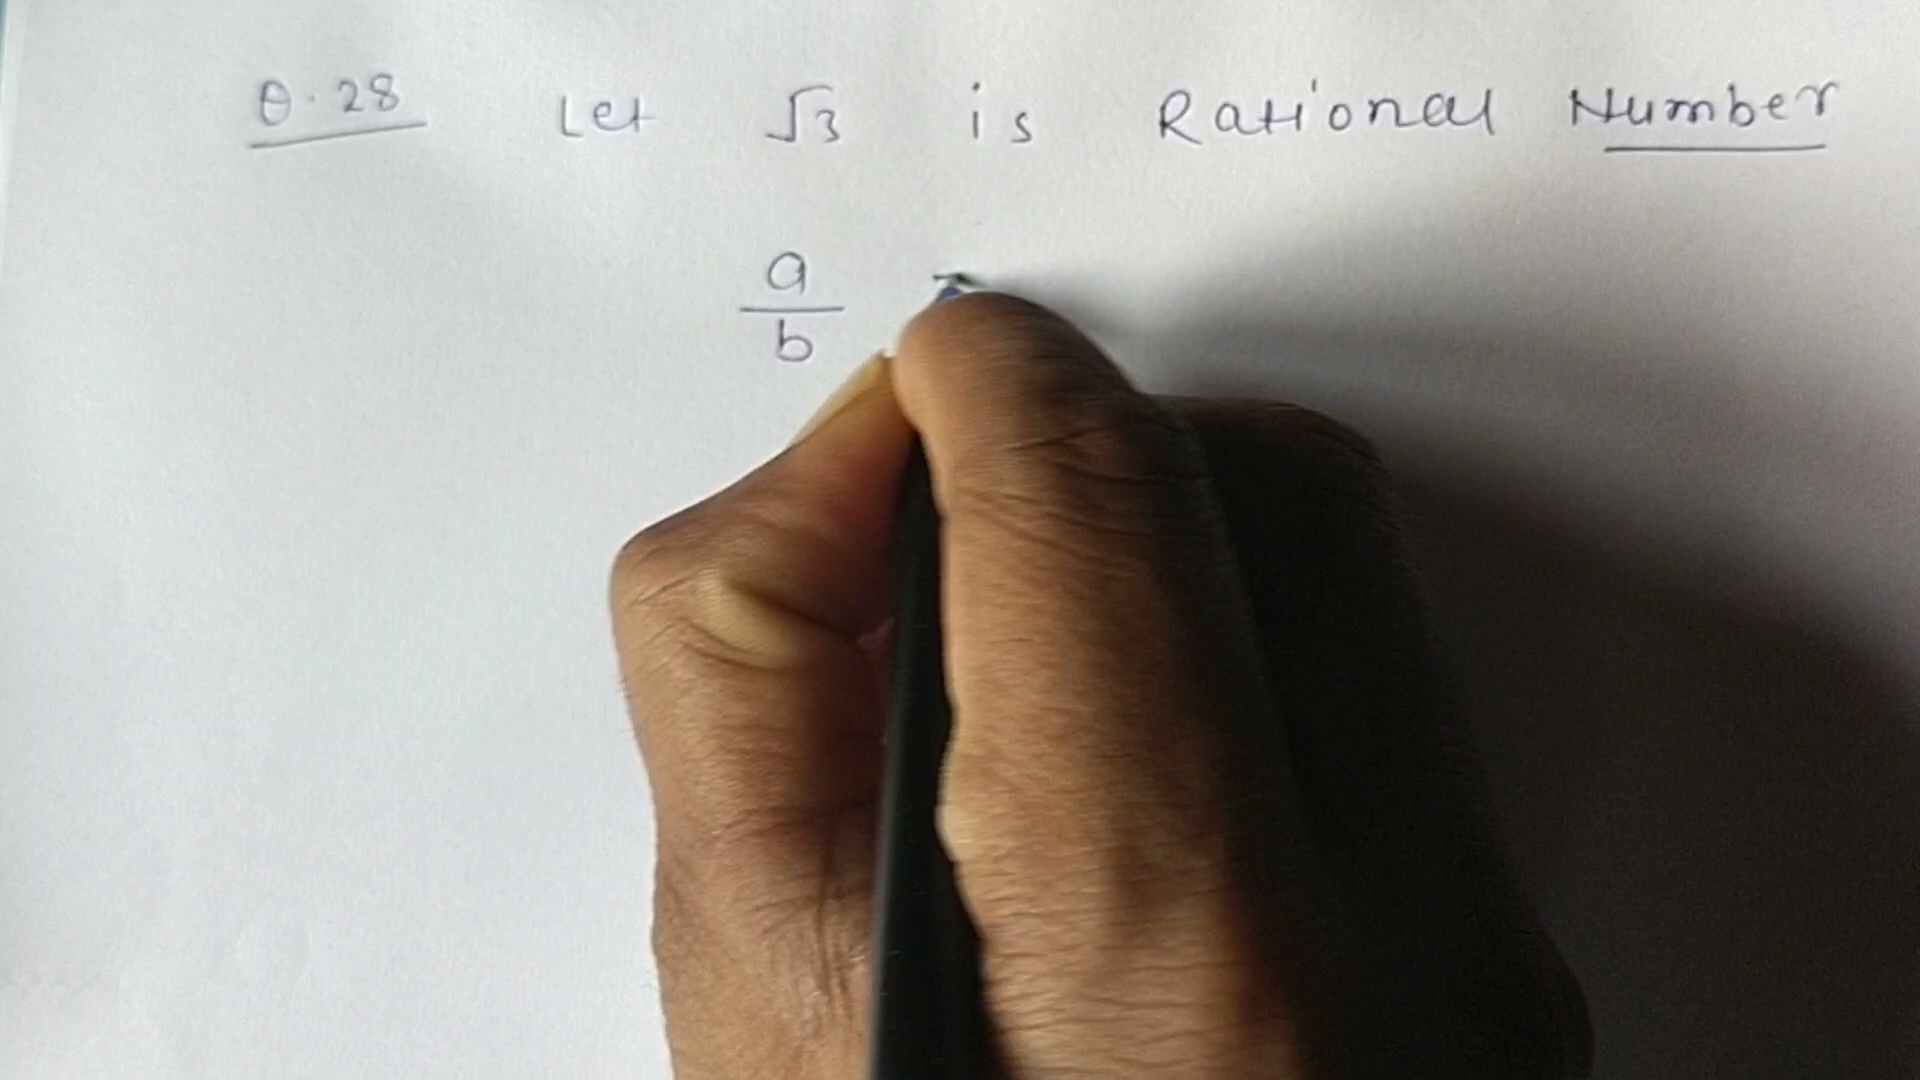 Q.28 Let √3 is Rational Number
a
b